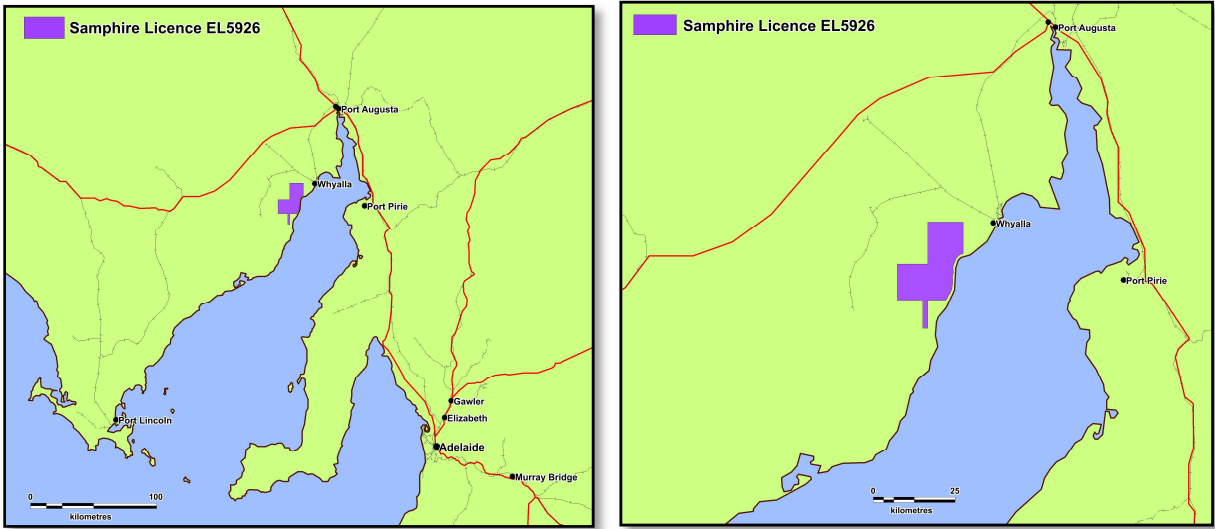 Samphire Licence EL5926
Port Augusta
Whyalla
Port Pirie
Port Lincoln
Gawler
Elizabeth
Adelaide
Murray Bridge
0 100
kilometres
Samphire Licence EL5926
Port Augusta
Whyalla
Port Pirie
0 25
kilometres